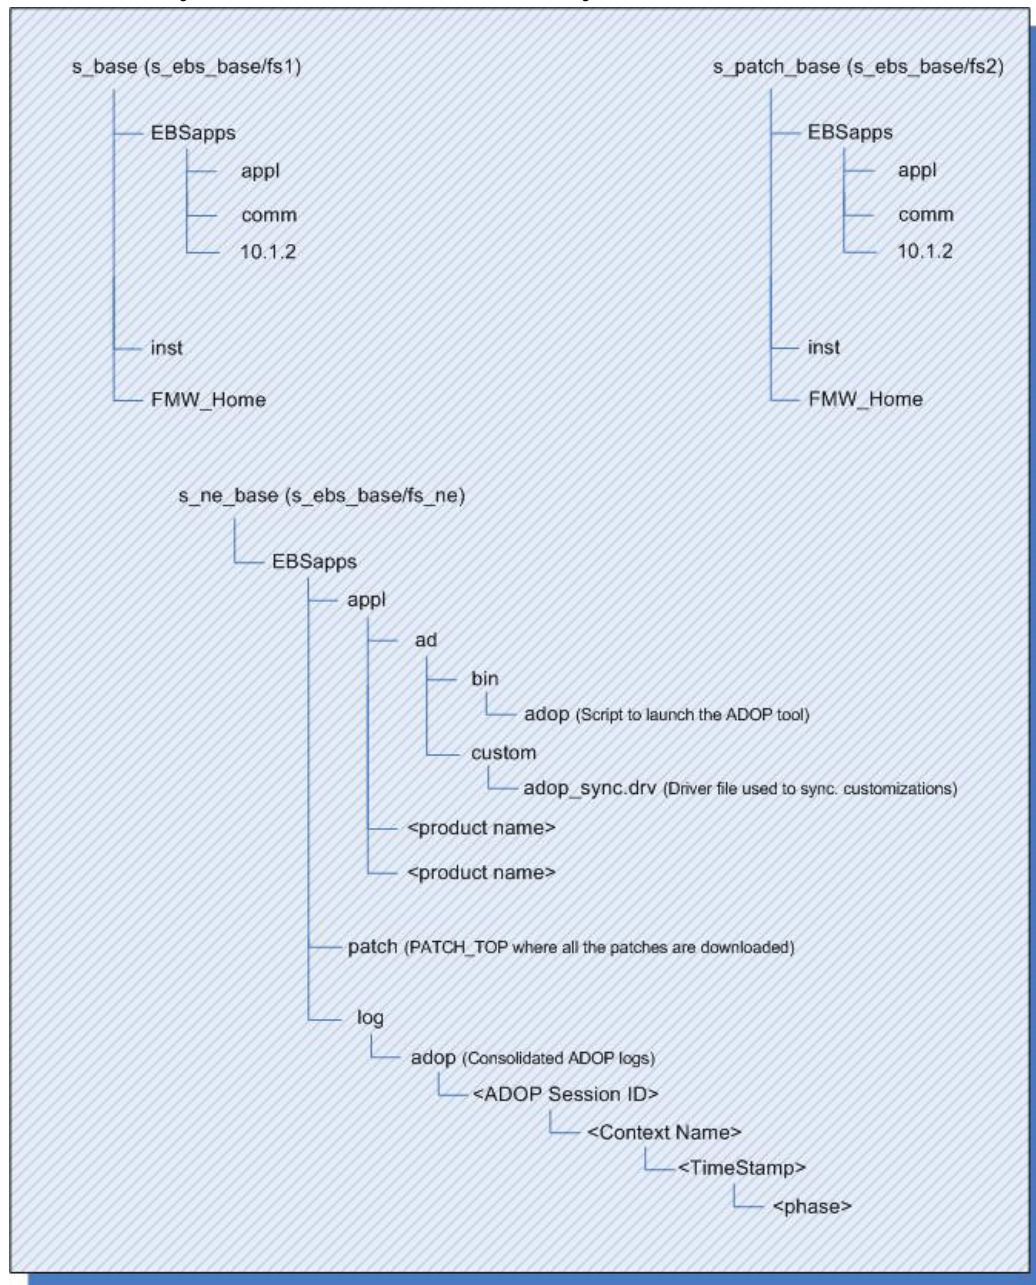 s_base (s_ebs_base/fs1)
EBSapps
appl
comm
10.1.2
inst
FMW_Home
s_patch_base (s_ebs_base/fs2)
EBSapps
appl
comm
10.1.2
inst
FMW_Home
s_ne_base (s_ebs_base/fs_ne)
EBSapps
appl
ad
bin
adop (Script to launch the ADOP tool)
custom
adop_sync.drv (Driver file used to sync. customizations)
<product name>
<product name>
patch (PATCH_TOP where all the patches are downloaded)
log
adop (Consolidated ADOP logs)
<ADOP Session ID>
<Context Name>
<TimeStamp>
<phase>